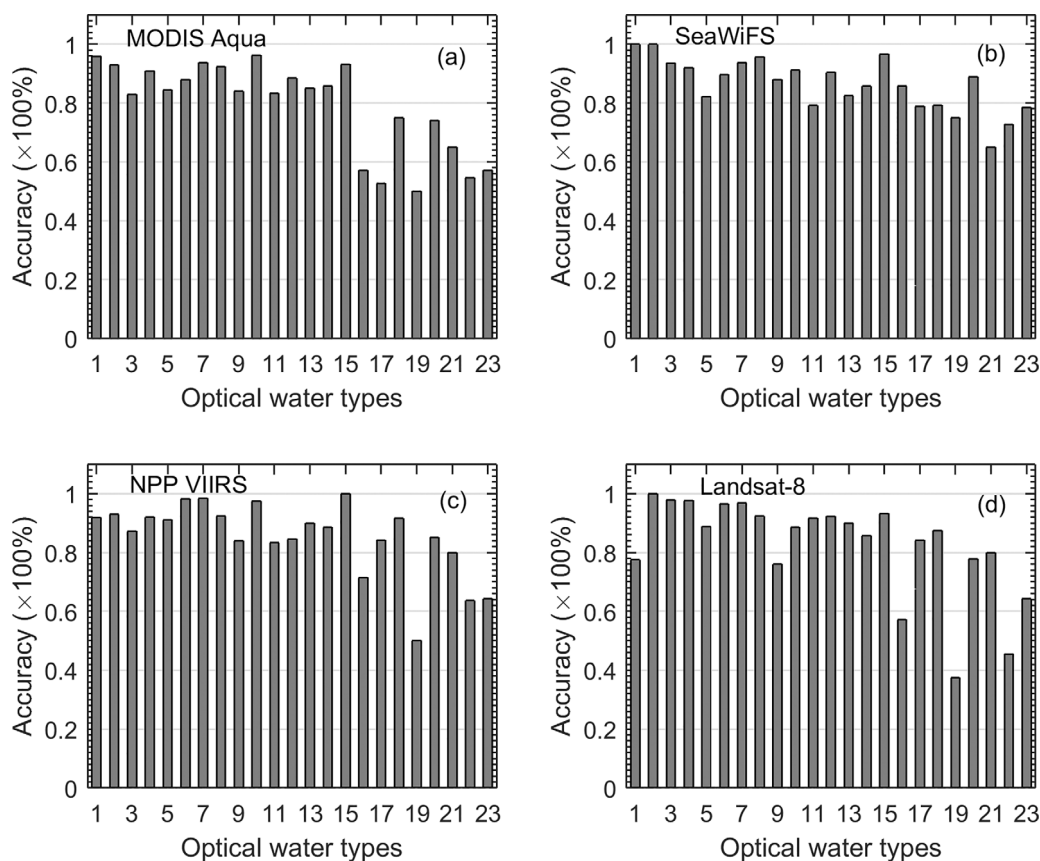 MODIS Aqua
(a)
Accuracy (×100%)
1
0.8
0.6
0.4
0.2
0
1 3 5 7 9 11 13 15 17 19 21 23
Optical water types
SeaWiFS
(b)
Accuracy (×100%)
1
0.8
0.6
0.4
0.2
0
1 3 5 7 9 11 13 15 17 19 21 23
Optical water types
NPP VIIRS
(c)
Accuracy (×100%)
1
0.8
0.6
0.4
0.2
0
1 3 5 7 9 11 13 15 17 19 21 23
Optical water types
Landsat-8
(d)
Accuracy (×100%)
1
0.8
0.6
0.4
0.2
0
1 3 5 7 9 11 13 15 17 19 21 23
Optical water types